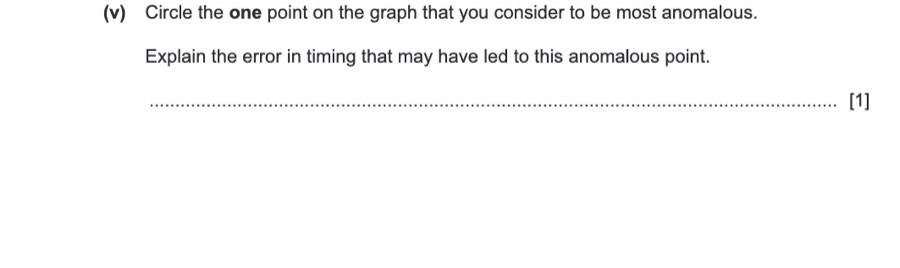 (v) Circle the one point on the graph that you consider to be most anomalous.
Explain the error in timing that may have led to this anomalous point.
.......................................................................................................................................... [1]